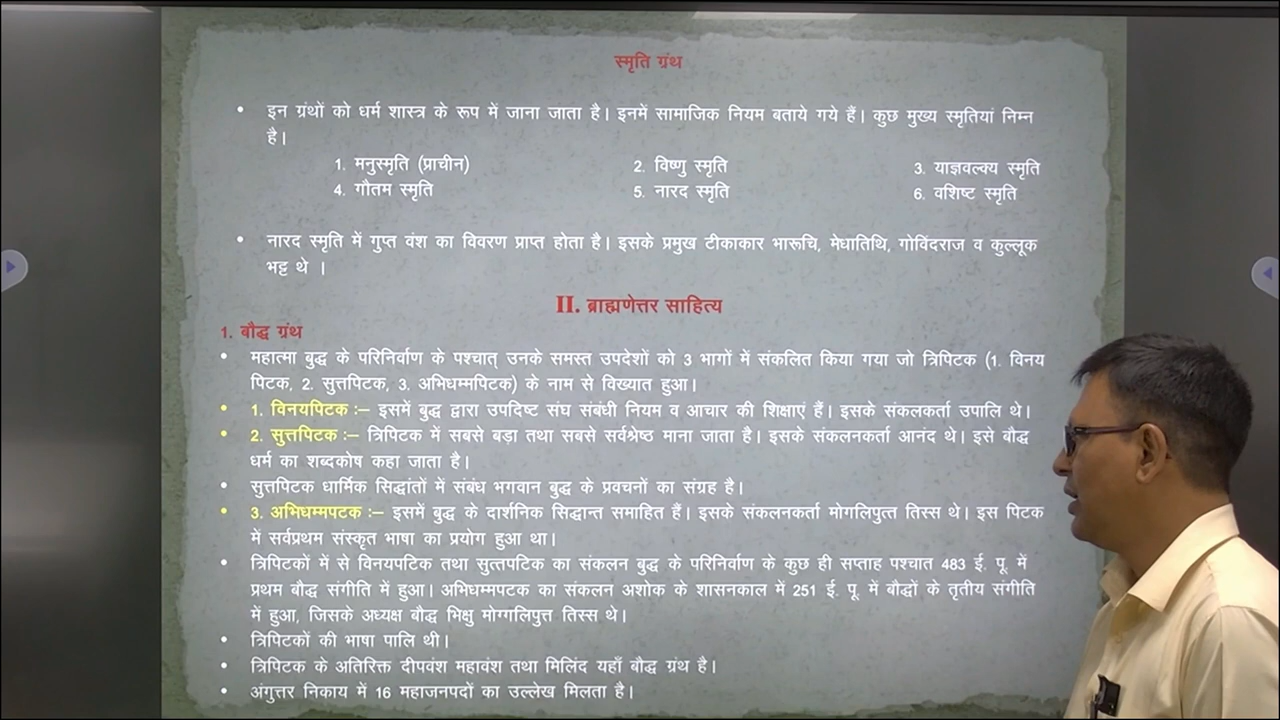 स्मृति ग्रंथ
• इन ग्रंथों को धर्म शास्त्र के रूप में जाना जाता है। इनमें सामाजिक नियम बताये गये हैं। कुछ मुख्य स्मृतियां निम्न
है।
1. मनुस्मृति (प्राचीन) 2. विष्णु स्मृति 3. याज्ञवल्क्य स्मृति
4. गौतम स्मृति 5. नारद स्मृति 6. वशिष्ट स्मृति
• नारद स्मृति में गुप्त वंश का विवरण प्राप्त होता है। इसके प्रमुख टीकाकार भारूचि, मेधातिथि, गोविंदराज व कुल्लूक
भट्ट थे ।
II. ब्राह्मणेत्तर साहित्य
1. बौद्ध ग्रंथ
• महात्मा बुद्ध के परिनिर्वाण के पश्चात् उनके समस्त उपदेशों को 3 भागों में संकलित किया गया जो त्रिपिटक (1. विनय
पिटक, 2. सुत्तपिटक, 3. अभिधम्मपिटक) के नाम से विख्यात हुआ।
• 1. विनयपिटक :– इसमें बुद्ध द्वारा उपदिष्ट संघ संबंधी नियम व आचार की शिक्षाएं हैं। इसके संकलकर्ता उपालि थे।
• 2. सुत्तपिटक :– त्रिपिटक में सबसे बड़ा तथा सबसे सर्वश्रेष्ठ माना जाता है। इसके संकलनकर्ता आनंद थे। इसे बौद्ध
धर्म का शब्दकोष कहा जाता है।
• सुत्तपिटक धार्मिक सिद्धांतों में संबंध भगवान बुद्ध के प्रवचनों का संग्रह है।
• 3. अभिधम्मपटक :– इसमें बुद्ध के दार्शनिक सिद्धान्त समाहित हैं। इसके संकलनकर्ता मोगलिपुत्त तिस्स थे। इस पिटक
में सर्वप्रथम संस्कृत भाषा का प्रयोग हुआ था।
• त्रिपिटकों में से विनयपटिक तथा सुत्तपटिक का संकलन बुद्ध के परिनिर्वाण के कुछ ही सप्ताह पश्चात 483 ई. पू. में
प्रथम बौद्ध संगीति में हुआ। अभिधम्मपटक का संकलन अशोक के शासनकाल में 251 ई. पू. में बौद्धों के तृतीय संगीति
में हुआ, जिसके अध्यक्ष बौद्ध भिक्षु मोग्गलिपुत्त तिस्स थे।
• त्रिपिटकों की भाषा पालि थी।
• त्रिपिटक के अतिरिक्त दीपवंश महावंश तथा मिलिंद यहाँ बौद्ध ग्रंथ है।
• अंगुत्तर निकाय में 16 महाजनपदों का उल्लेख मिलता है।